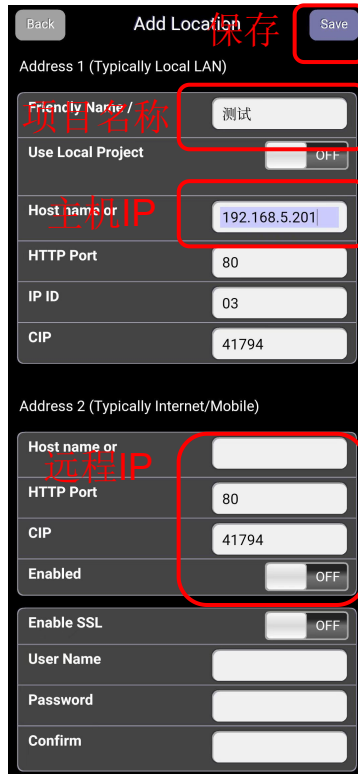 Back Add Location 保存 Save
Address 1 (Typically Local LAN)
Friendly Name / 项目名称 测试
Use Local Project OFF
Host name or 主机IP 192.168.5.201
HTTP Port 80
IP ID 03
CIP 41794
Address 2 (Typically Internet/Mobile)
Host name or 远程IP
HTTP Port 80
CIP 41794
Enabled OFF
Enable SSL OFF
User Name
Password
Confirm